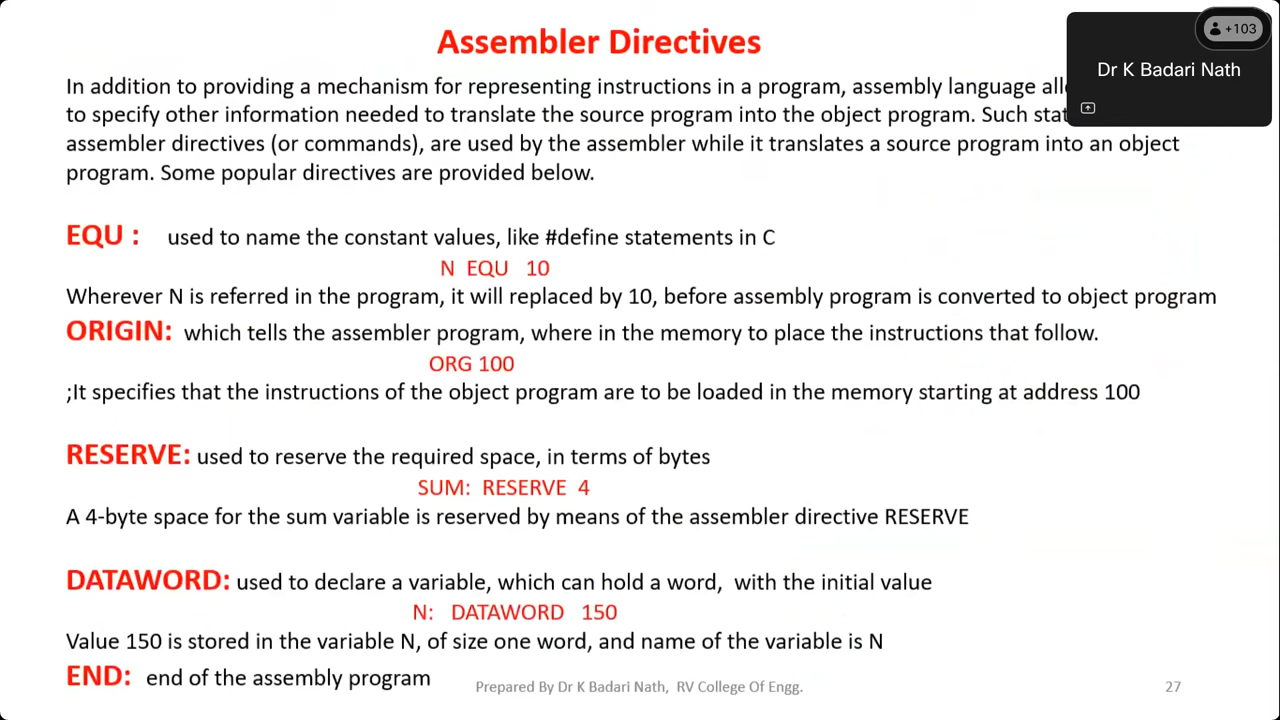 Assembler Directives
+103
Dr K Badari Nath
In addition to providing a mechanism for representing instructions in a program, assembly language
to specify other information needed to translate the source program into the object program. Such
assembler directives (or commands), are used by the assembler while it translates a source program into an object
program. Some popular directives are provided below.
EQU : used to name the constant values, like #define statements in C
N EQU 10
Wherever N is referred in the program, it will replaced by 10, before assembly program is converted to object program
ORIGIN: which tells the assembler program, where in the memory to place the instructions that follow.
ORG 100
;It specifies that the instructions of the object program are to be loaded in the memory starting at address 100
RESERVE: used to reserve the required space, in terms of bytes
SUM: RESERVE 4
A 4-byte space for the sum variable is reserved by means of the assembler directive RESERVE
DATAWORD: used to declare a variable, which can hold a word, with the initial value
N: DATAWORD 150
Value 150 is stored in the variable N, of size one word, and name of the variable is N
END: end of the assembly program
Prepared By Dr K Badari Nath, RV College Of Engg.
27